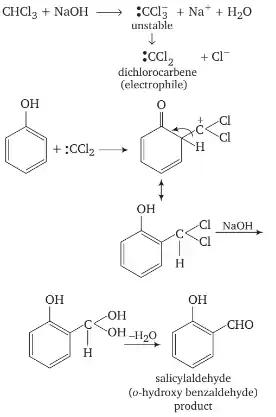 CHCl₃ + NaOH ⟶ :CCl₃⁻ + Na⁺ + H₂O
unstable
↓
:CCl₂ + Cl⁻
dichlorocarbene
(electrophile)
OH
+ :CCl₂ ⟶
O
C⁺
Cl
Cl
H
↕
OH
C
Cl
Cl
H
NaOH
OH
C
OH
OH
H
–H₂O
OH
CHO
salicylaldehyde
(o-hydroxy benzaldehyde)
product